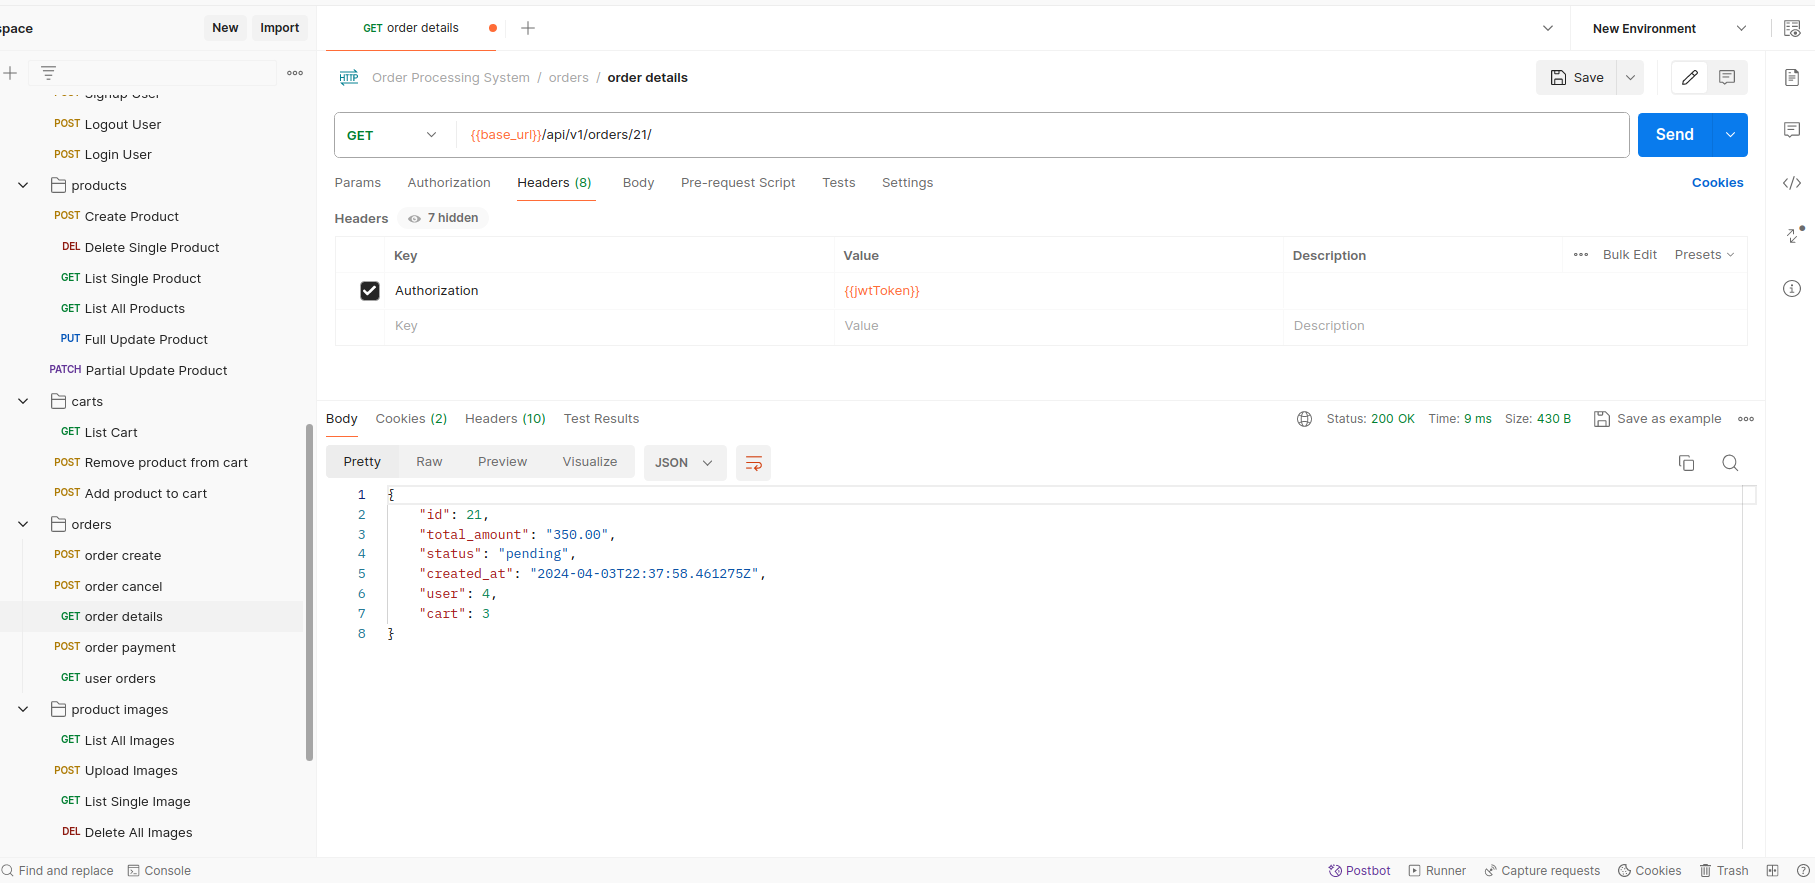 space
New
Import
Signup User
POST Logout User
POST Login User
products
POST Create Product
DEL Delete Single Product
GET List Single Product
GET List All Products
PUT Full Update Product
PATCH Partial Update Product
carts
GET List Cart
POST Remove product from cart
POST Add product to cart
orders
POST order create
POST order cancel
GET order details
POST order payment
GET user orders
product images
GET List All Images
POST Upload Images
GET List Single Image
DEL Delete All Images
GET order details
New Environment
HTTP Order Processing System / orders / order details
Save
GET {{base_url}}/api/v1/orders/21/
Send
Params Authorization Headers (8) Body Pre-request Script Tests Settings
Cookies
Headers 7 hidden
Key Value Description
Bulk Edit Presets
Authorization {{jwtToken}}
Key Value Description
Body Cookies (2) Headers (10) Test Results
Status: 200 OK Time: 9 ms Size: 430 B
Save as example
Pretty Raw Preview Visualize
JSON
1 {
2 "id": 21,
3 "total_amount": "350.00",
4 "status": "pending",
5 "created_at": "2024-04-03T22:37:58.461275Z",
6 "user": 4,
7 "cart": 3
8 }
Find and replace Console
Postbot Runner Capture requests Cookies Trash